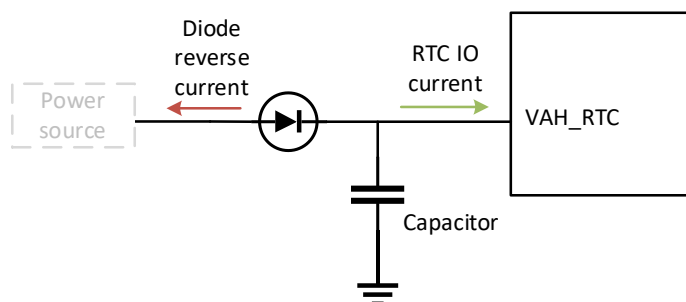 Diode
reverse
current
RTC IO
current
Power
source
VAH_RTC
Capacitor